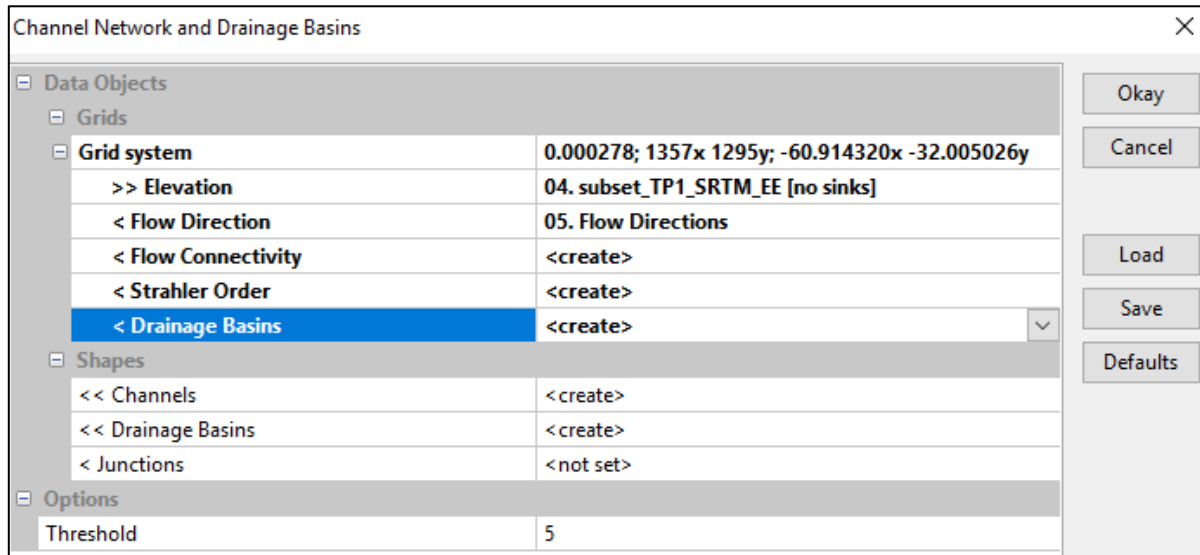 Channel Network and Drainage Basins
Data Objects
Grids
Grid system 0.000278; 1357x 1295y; -60.914320x -32.005026y
>> Elevation 04. subset_TP1_SRTM_EE [no sinks]
< Flow Direction 05. Flow Directions
< Flow Connectivity <create>
< Strahler Order <create>
< Drainage Basins <create>
Shapes
<< Channels <create>
<< Drainage Basins <create>
< Junctions <not set>
Options
Threshold 5
Okay
Cancel
Load
Save
Defaults